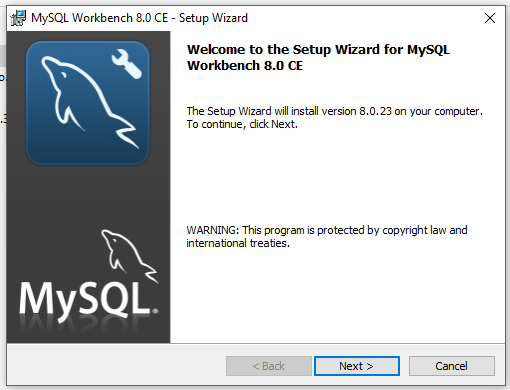 MySQL Workbench 8.0 CE - Setup Wizard
Welcome to the Setup Wizard for MySQL
Workbench 8.0 CE
The Setup Wizard will install version 8.0.23 on your computer.
To continue, click Next.
WARNING: This program is protected by copyright law and
international treaties.
MySQL®
< Back
Next >
Cancel